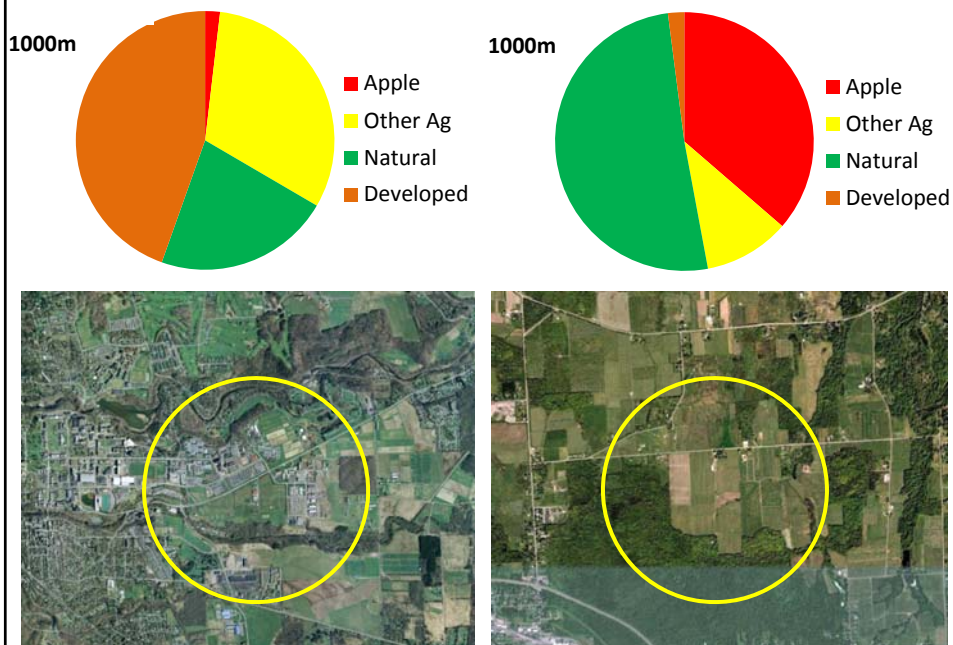 1000m
Apple
Other Ag
Natural
Developed
1000m
Apple
Other Ag
Natural
Developed